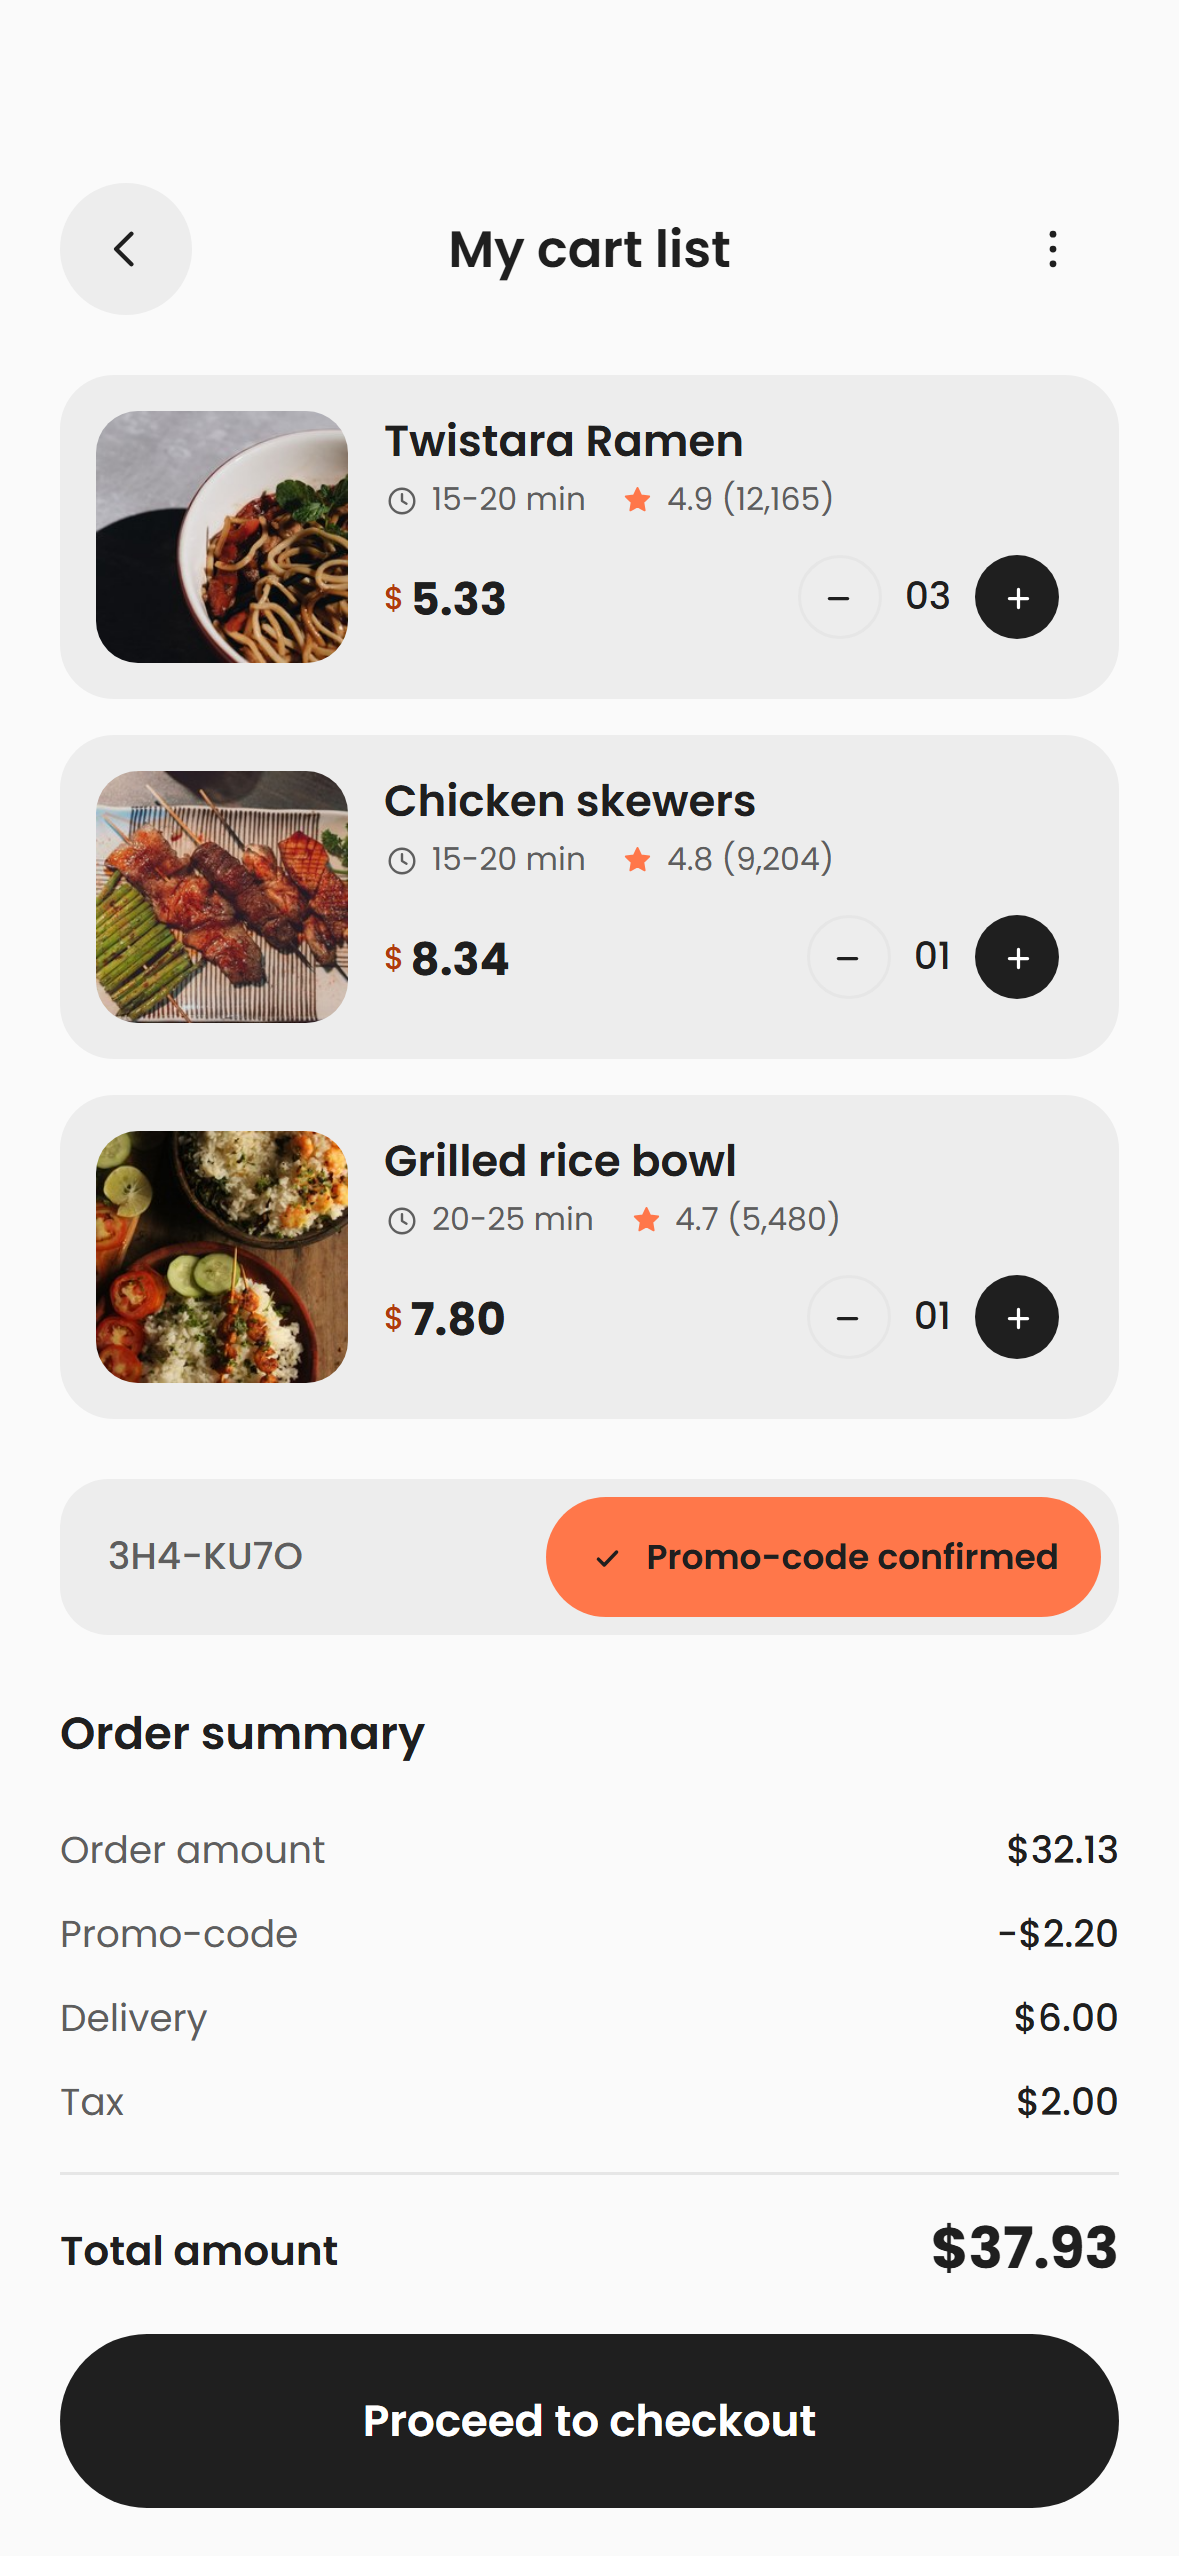 My cart list
Twistara Ramen
15-20 min 4.9 (12,165)
$ 5.33 − 03 +
Chicken skewers
15-20 min 4.8 (9,204)
$ 8.34 − 01 +
Grilled rice bowl
20-25 min 4.7 (5,480)
$ 7.80 − 01 +
3H4-KU7O Promo-code confirmed
Order summary
Order amount $32.13
Promo-code -$2.20
Delivery $6.00
Tax $2.00
Total amount $37.93
Proceed to checkout